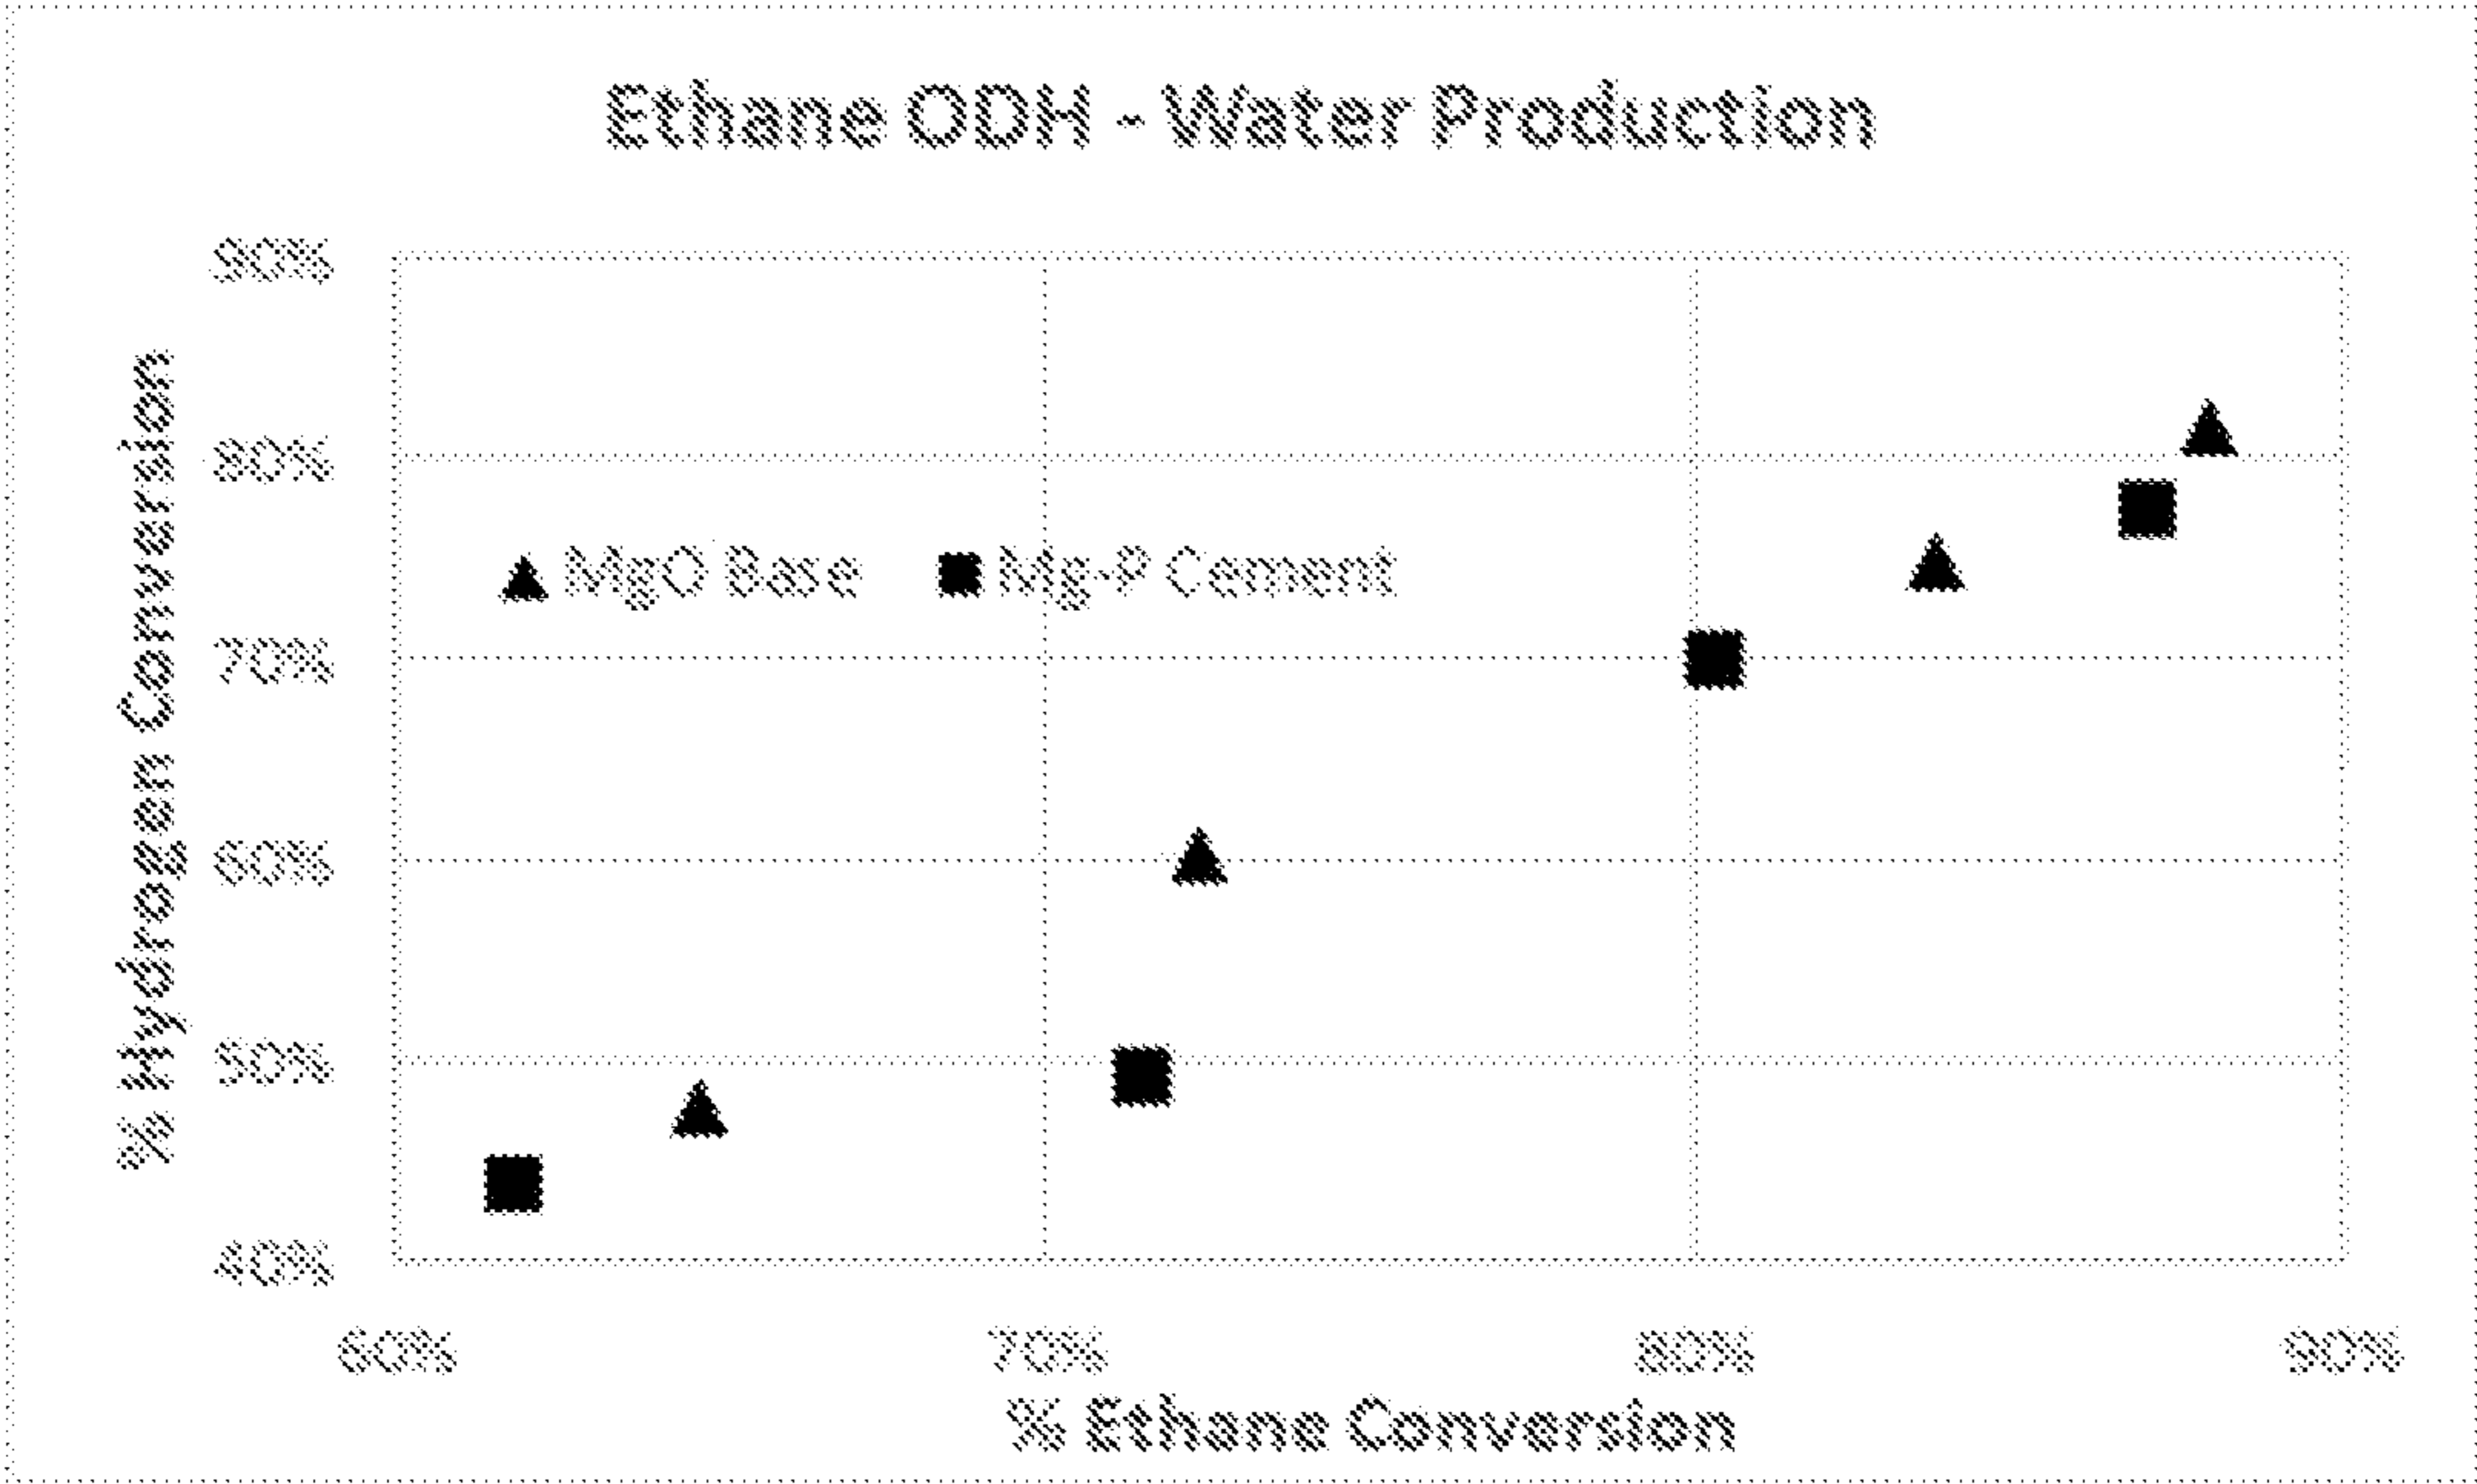 Ethane ODH - Water Production
90%
80%
70%
60%
50%
40%
% Hydrogen Conversion
MgO Base
Mg-P Cement
60% 70% 80% 90%
% Ethane Conversion